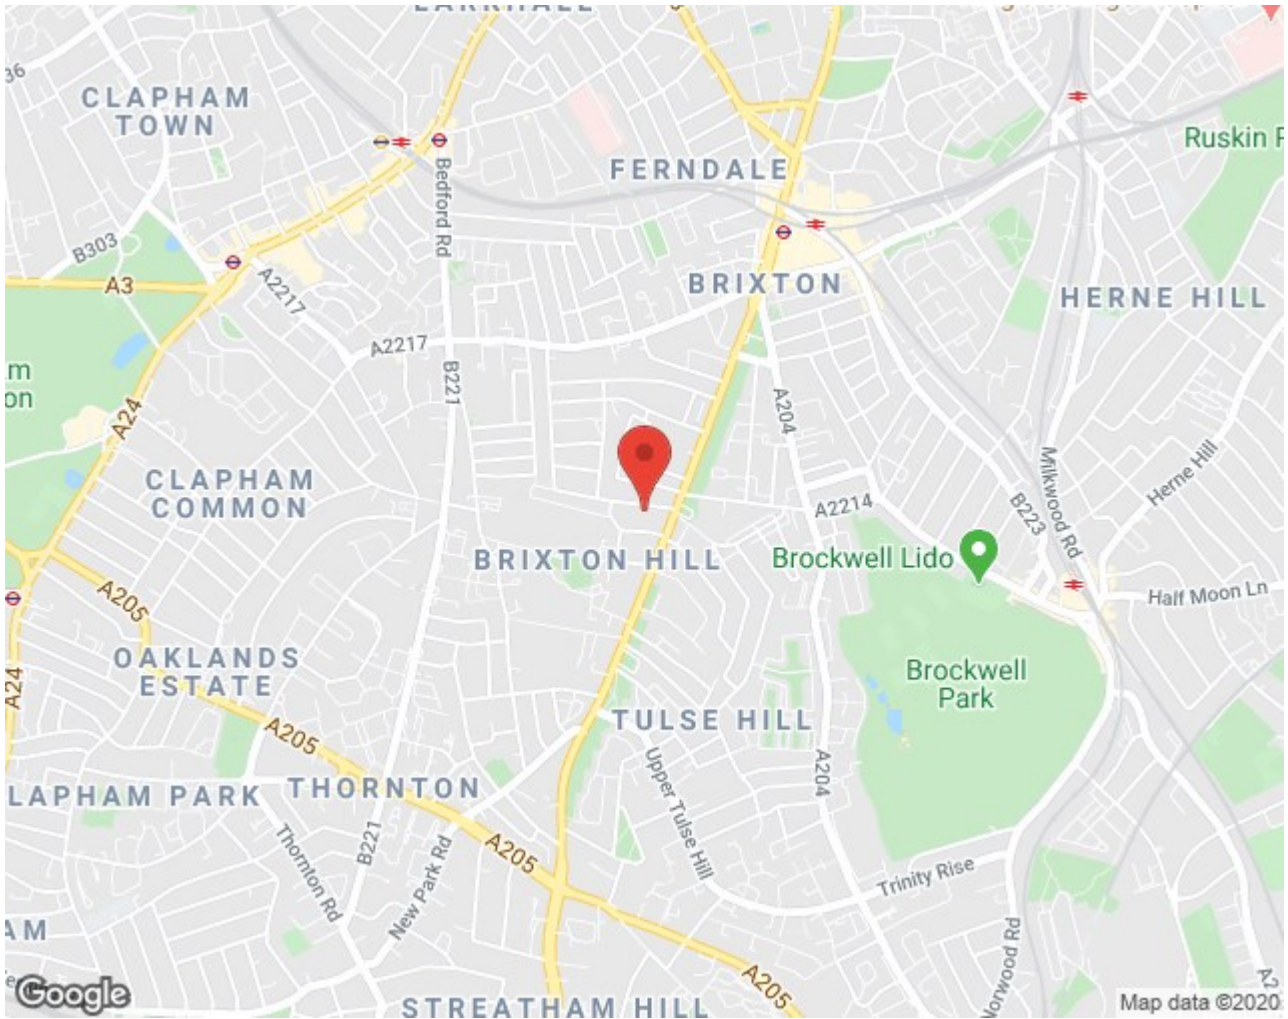 CLAPHAM
TOWN
Bedford Rd
FERNDALE
Ruskin
B303
A3
A2217
BRIXTON
HERNE HILL
A2217
B221
A204
A24
CLAPHAM
COMMON
Milkwood Rd
Herne Hill
A2214
B223
BRIXTON HILL
Brockwell Lido
Half Moon Ln
A205
OAKLANDS
ESTATE
A24
Brockwell
Park
TULSE HILL
A205
Upper Tulse Hill
A204
LAPHAM PARK
THORNTON
B221
Thornton Rd
New Park Rd
A205
Trinity Rise
Norwood Rd
A205
STREATHAM HILL
Google
Map data ©2020